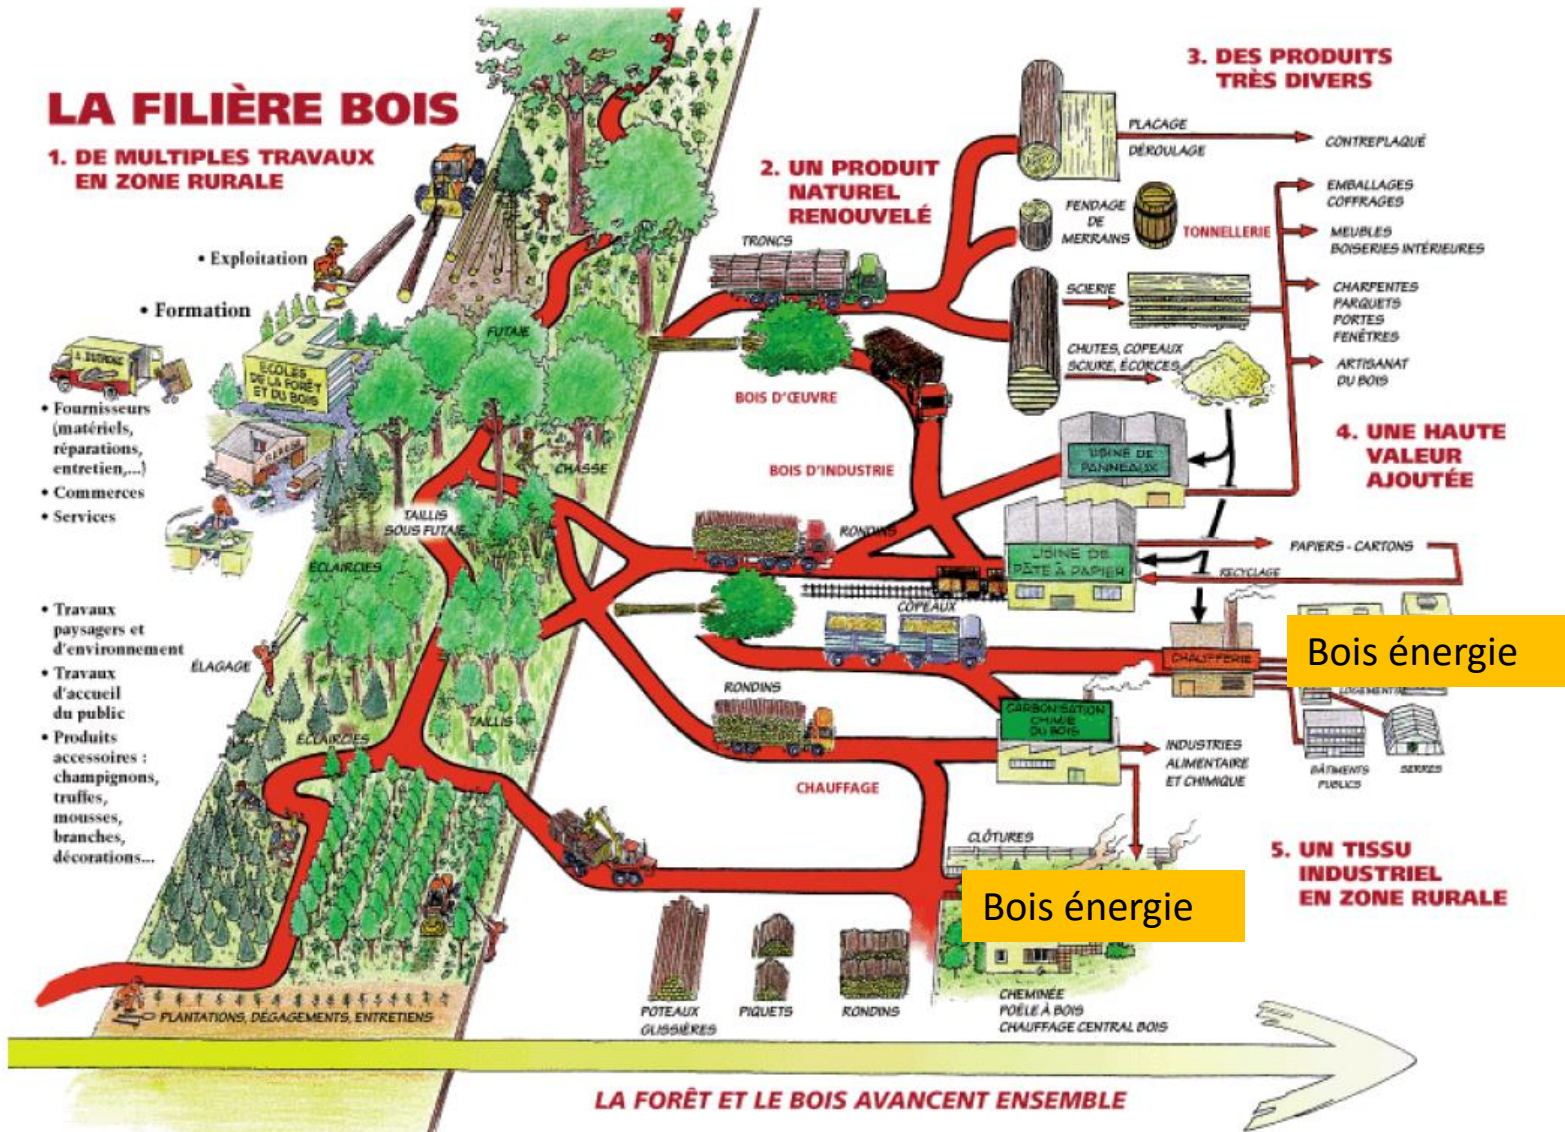 LA FILIÈRE BOIS
1. DE MULTIPLES TRAVAUX
EN ZONE RURALE
• Exploitation
• Formation
ECOLES
DE LA FORÊT
ET DU BOIS
GARAGE
• Fournisseurs
(matériels,
réparations,
entretien,...)
• Commerces
• Services
• Travaux
paysagers et
d'environnement
• Travaux
d'accueil
du public
• Produits
accessoires :
champignons,
truffes,
mousses,
branches,
décorations...
FUTAIE
CHASSE
TAILLIS
SOUS FUTAIE
ÉCLAIRCIES
ÉLAGAGE
TAILLIS
ÉCLAIRCIES
PLANTATIONS, DÉGAGEMENTS, ENTRETIENS
2. UN PRODUIT
NATUREL
RENOUVELÉ
TRONCS
BOIS D'ŒUVRE
BOIS D'INDUSTRIE
RONDINS
COPEAUX
RONDINS
CHAUFFAGE
3. DES PRODUITS
TRÈS DIVERS
PLACAGE
DÉROULAGE
CONTREPLAQUÉ
FENDAGE
DE
MERRAINS
TONNELLERIE
EMBALLAGES
COFFRAGES
MEUBLES
BOISERIES INTÉRIEURES
SCIERIE
CHARPENTES
PARQUETS
PORTES
FENÊTRES
CHUTES, COPEAUX
SCIURE, ÉCORCES
ARTISANAT
DU BOIS
4. UNE HAUTE
VALEUR
AJOUTÉE
USINE DE
PANNEAUX
USINE DE
PÂTE À PAPIER
PAPIERS - CARTONS
RECYCLAGE
CHAUFFERIE
Bois énergie
LOGEMENTS
BÂTIMENTS
PUBLICS
SERRES
CARBONISATION
CHIMIE
DU BOIS
INDUSTRIES
ALIMENTAIRE
ET CHIMIQUE
CLÔTURES
Bois énergie
5. UN TISSU
INDUSTRIEL
EN ZONE RURALE
POTEAUX
GLISSIÈRES
PIQUETS
RONDINS
CHEMINÉE
POÊLE À BOIS
CHAUFFAGE CENTRAL BOIS
LA FORÊT ET LE BOIS AVANCENT ENSEMBLE